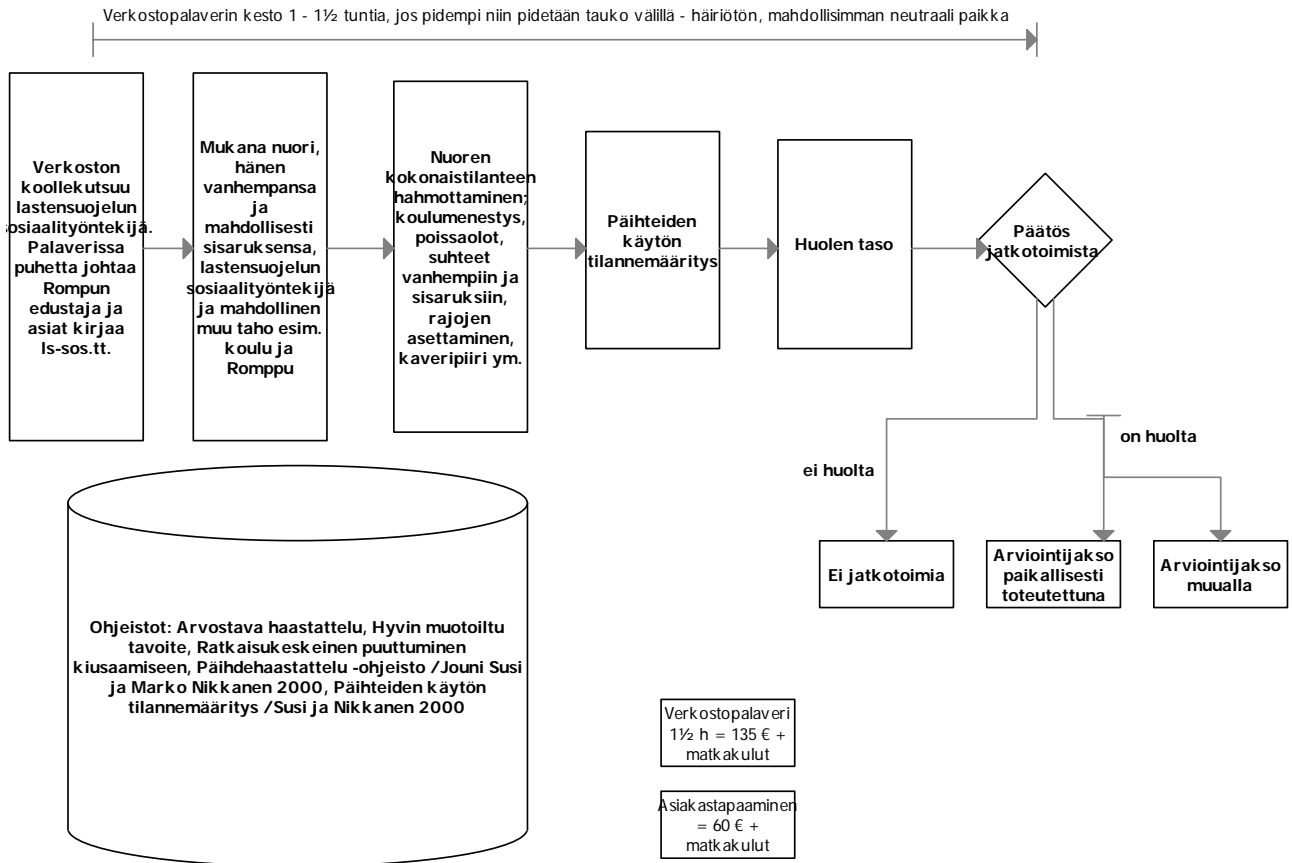 Verkostopalaverin kesto 1 - 1½ tuntia, jos pidempi niin pidetään tauko välillä - häiriötön, mahdollisimman neutraali paikka
Verkoston
koollekutsuu
lastensuojelun
sosiaalityöntekijä.
Palaverissa
puhetta johtaa
Rompun
edustaja ja
asiat kirjaa
ls-sos.tt.
Mukana nuori,
hänen
vanhempansa
ja
mahdollisesti
sisaruksensa,
lastensuojelun
sosiaalityöntekijä
ja mahdollinen
muu taho esim.
koulu ja
Romppu
Nuoren
kokonaistilanteen
hahmottaminen;
koulumenestys,
poissaolot,
suhteet
vanhempiin ja
sisaruksiin,
rajojen
asettaminen,
kaveripiiri ym.
Päihteiden
käytön
tilannemääritys
Huolen taso
Päätös
jatkotoimista
ei huolta
on huolta
Ei jatkotoimia
Arviointijakso
paikallisesti
toteutettuna
Arviointijakso
muualla
Ohjeistot: Arvostava haastattelu, Hyvin muotoiltu
tavoite, Ratkaisukeskeinen puuttuminen
kiusaamiseen, Päihdehaastattelu -ohjeisto /Jouni Susi
ja Marko Nikkanen 2000, Päihteiden käytön
tilannemääritys /Susi ja Nikkanen 2000
Verkostopalaveri
1½ h = 135 € +
matkakulut
Asiakastapaaminen
= 60 € +
matkakulut